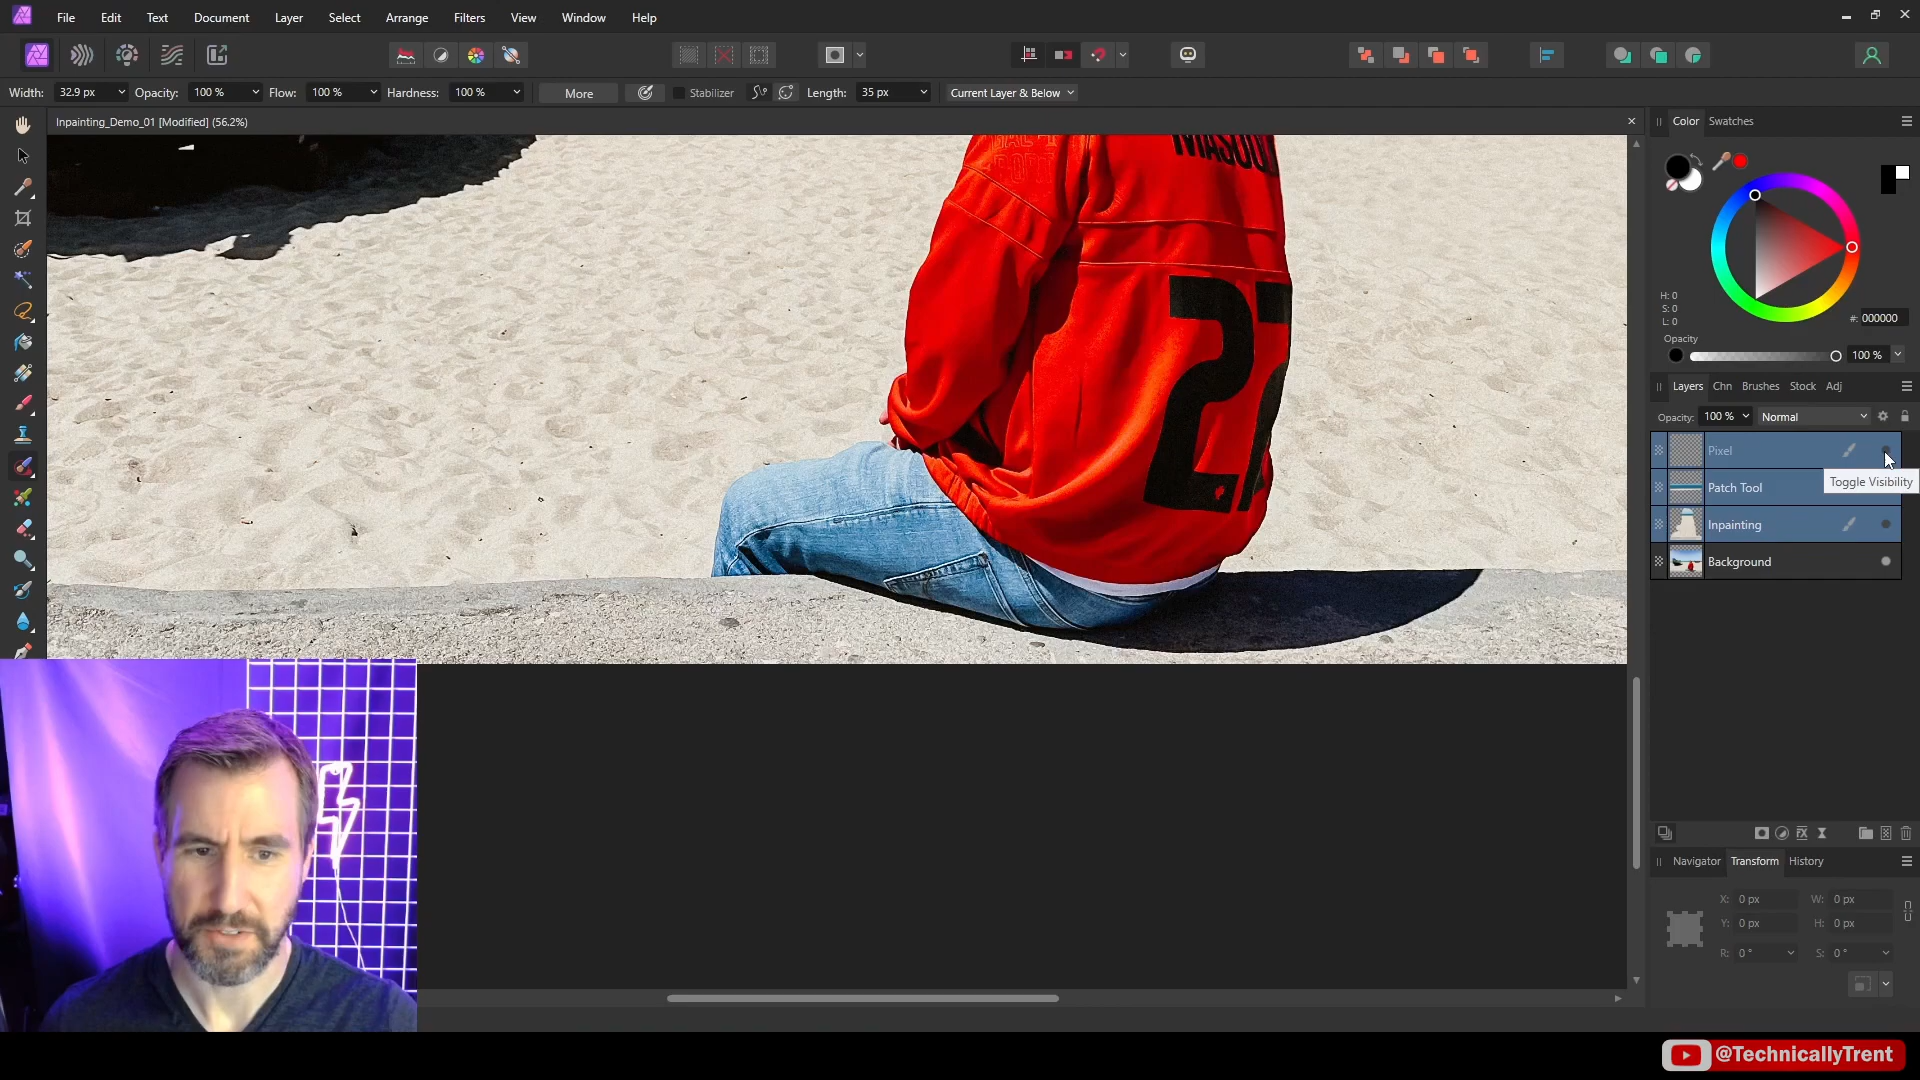 File Edit Text Document Layer Select Arrange Filters View Window Help
Width: 32.9 px Opacity: 100 % Flow: 100 % Hardness: 100 % More Stabilizer Length: 35 px Current Layer & Below
Inpainting_Demo_01 [Modified] (56.2%)
Color Swatches
H: 0
S: 0
L: 0
#: 000000
Opacity
100 %
Layers Chn Brushes Stock Adj
Opacity: 100 % Normal
Pixel
Toggle Visibility
Patch Tool
Inpainting
Background
Navigator Transform History
X: 0 px W: 0 px
Y: 0 px H: 0 px
R: 0 ° S: 0 °
@TechnicallyTrent